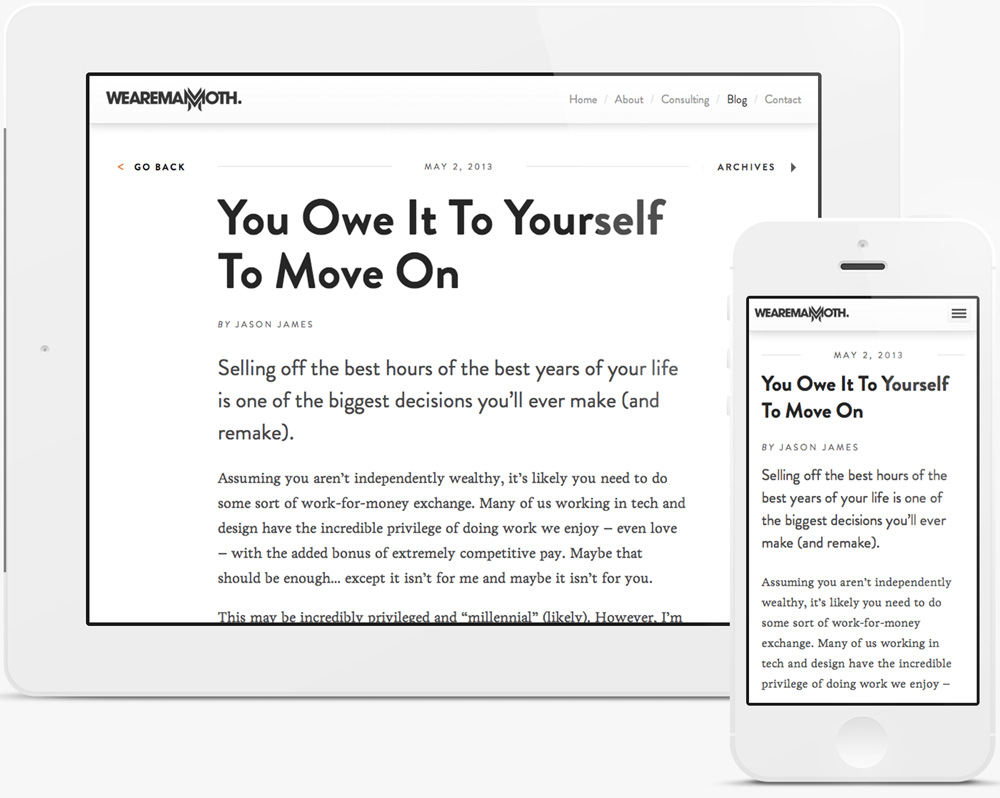 WEAREMAMMOTH.
Home / About / Consulting / Blog / Contact
< GO BACK
MAY 2, 2013
ARCHIVES
You Owe It To Yourself
To Move On
BY JASON JAMES
Selling off the best hours of the best years of your life
is one of the biggest decisions you’ll ever make (and
remake).
Assuming you aren’t independently wealthy, it’s likely you need to do
some sort of work-for-money exchange. Many of us working in tech and
design have the incredible privilege of doing work we enjoy – even love
– with the added bonus of extremely competitive pay. Maybe that
should be enough... except it isn’t for me and maybe it isn’t for you.
This may be incredibly privileged and “millennial” (likely). However, I’m
WEAREMAMMOTH.
MAY 2, 2013
You Owe It To Yourself
To Move On
BY JASON JAMES
Selling off the best hours of the
best years of your life is one of
the biggest decisions you’ll ever
make (and remake).
Assuming you aren’t independently
wealthy, it’s likely you need to do
some sort of work-for-money
exchange. Many of us working in
tech and design have the incredible
privilege of doing work we enjoy –